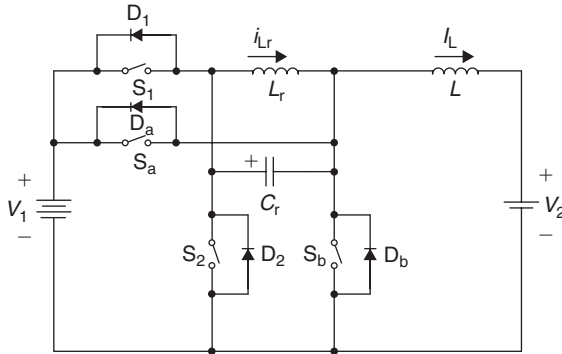 D1
iLr
IL
S1
Lr
L
Da
Sa
+
Cr
+
V1
−
+
V2
−
S2
D2
Sb
Db